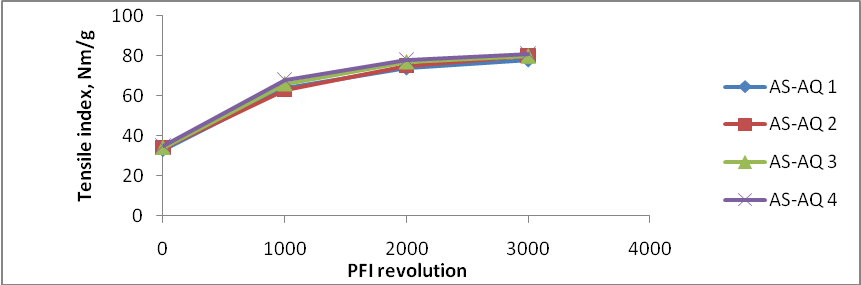 Tensile index, Nm/g
100
80
60
40
20
0
0 1000 2000 3000 4000
PFI revolution
AS-AQ 1
AS-AQ 2
AS-AQ 3
AS-AQ 4